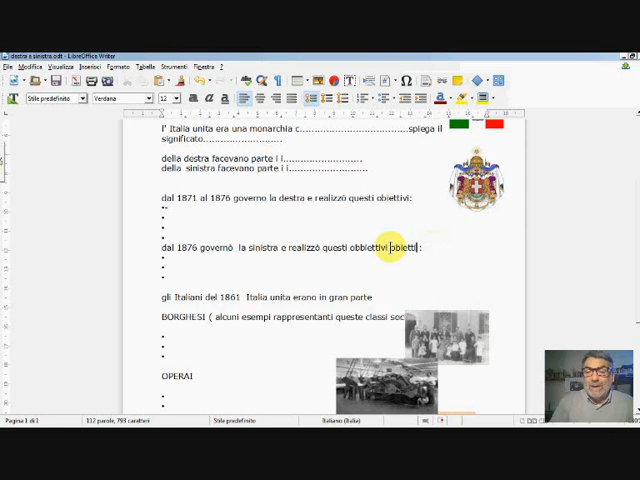 destra e sinistra.odt - LibreOffice Writer
File Modifica Visualizza Inserisci Formato Tabella Strumenti Finestra ?
Stile predefinito Verdana 12
l' Italia unita era una monarchia c.......................................spiega il
significato............................
della destra facevano parte i i............................
della sinistra facevano parte i i............................
dal 1871 al 1876 governo la destra e realizzò questi obiettivi:
dal 1876 governò la sinistra e realizzò questi obbiettivi obietti :
gli Italiani del 1861 Italia unita erano in gran parte
BORGHESI ( alcuni esempi rappresentanti queste classi soc
OPERAI
Pagina 1 di 1 112 parole, 793 caratteri Stile predefinito Italiano (Italia)